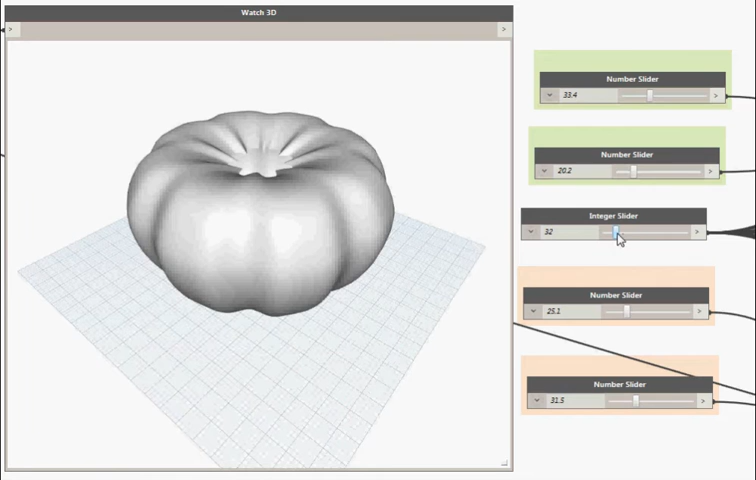 Watch 3D
>
>
Number Slider
33.4
>
Number Slider
20.2
>
Integer Slider
32
>
Number Slider
25.1
>
Number Slider
31.5
>